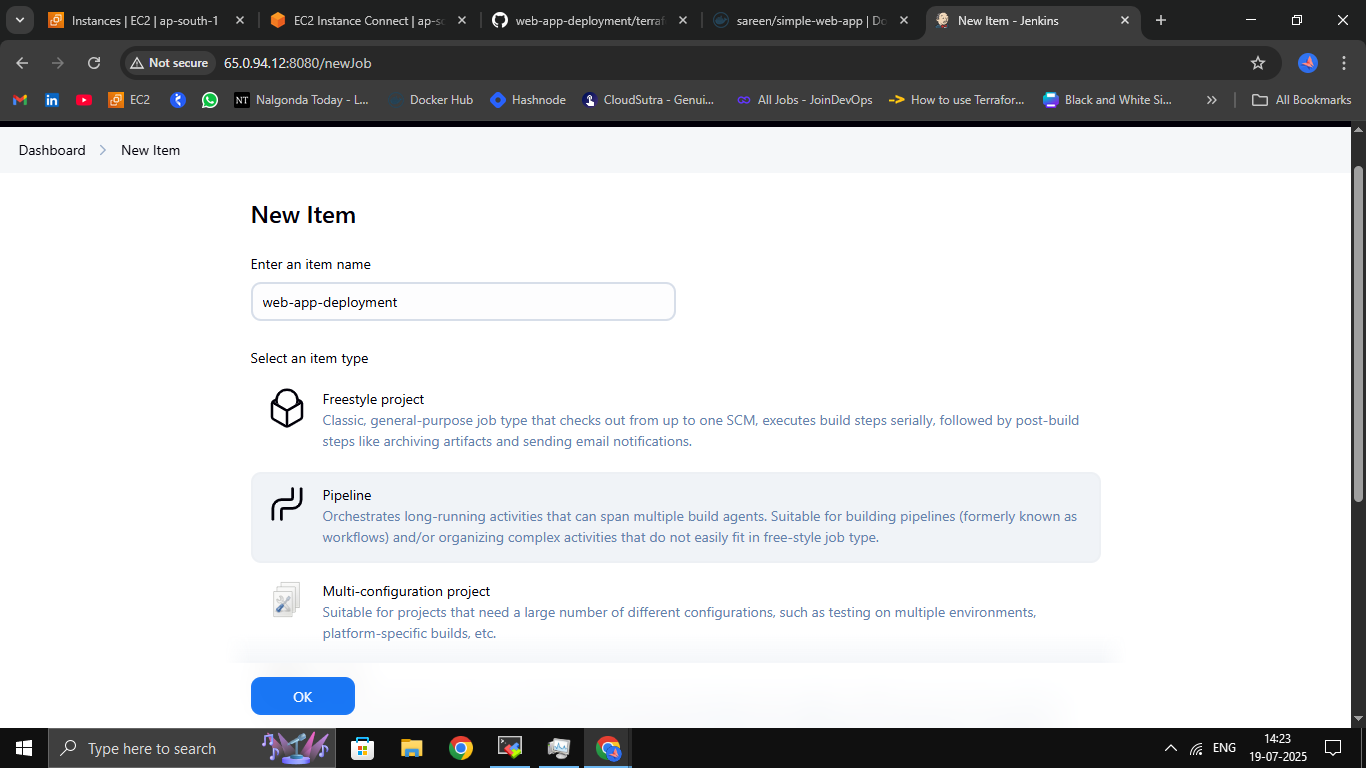 Instances | EC2 | ap-south-1
EC2 Instance Connect | ap-so
web-app-deployment/terraf
sareen/simple-web-app | Do
New Item - Jenkins
Not secure
65.0.94.12:8080/newJob
EC2
NT
Nalgonda Today - L...
Docker Hub
Hashnode
CloudSutra - Genui...
All Jobs - JoinDevOps
How to use Terrafor...
Black and White Si...
All Bookmarks
Dashboard
New Item
New Item
Enter an item name
web-app-deployment
Select an item type
Freestyle project
Classic, general-purpose job type that checks out from up to one SCM, executes build steps serially, followed by post-build
steps like archiving artifacts and sending email notifications.
Pipeline
Orchestrates long-running activities that can span multiple build agents. Suitable for building pipelines (formerly known as
workflows) and/or organizing complex activities that do not easily fit in free-style job type.
Multi-configuration project
Suitable for projects that need a large number of different configurations, such as testing on multiple environments,
platform-specific builds, etc.
OK
Type here to search
ENG
14:23
19-07-2025